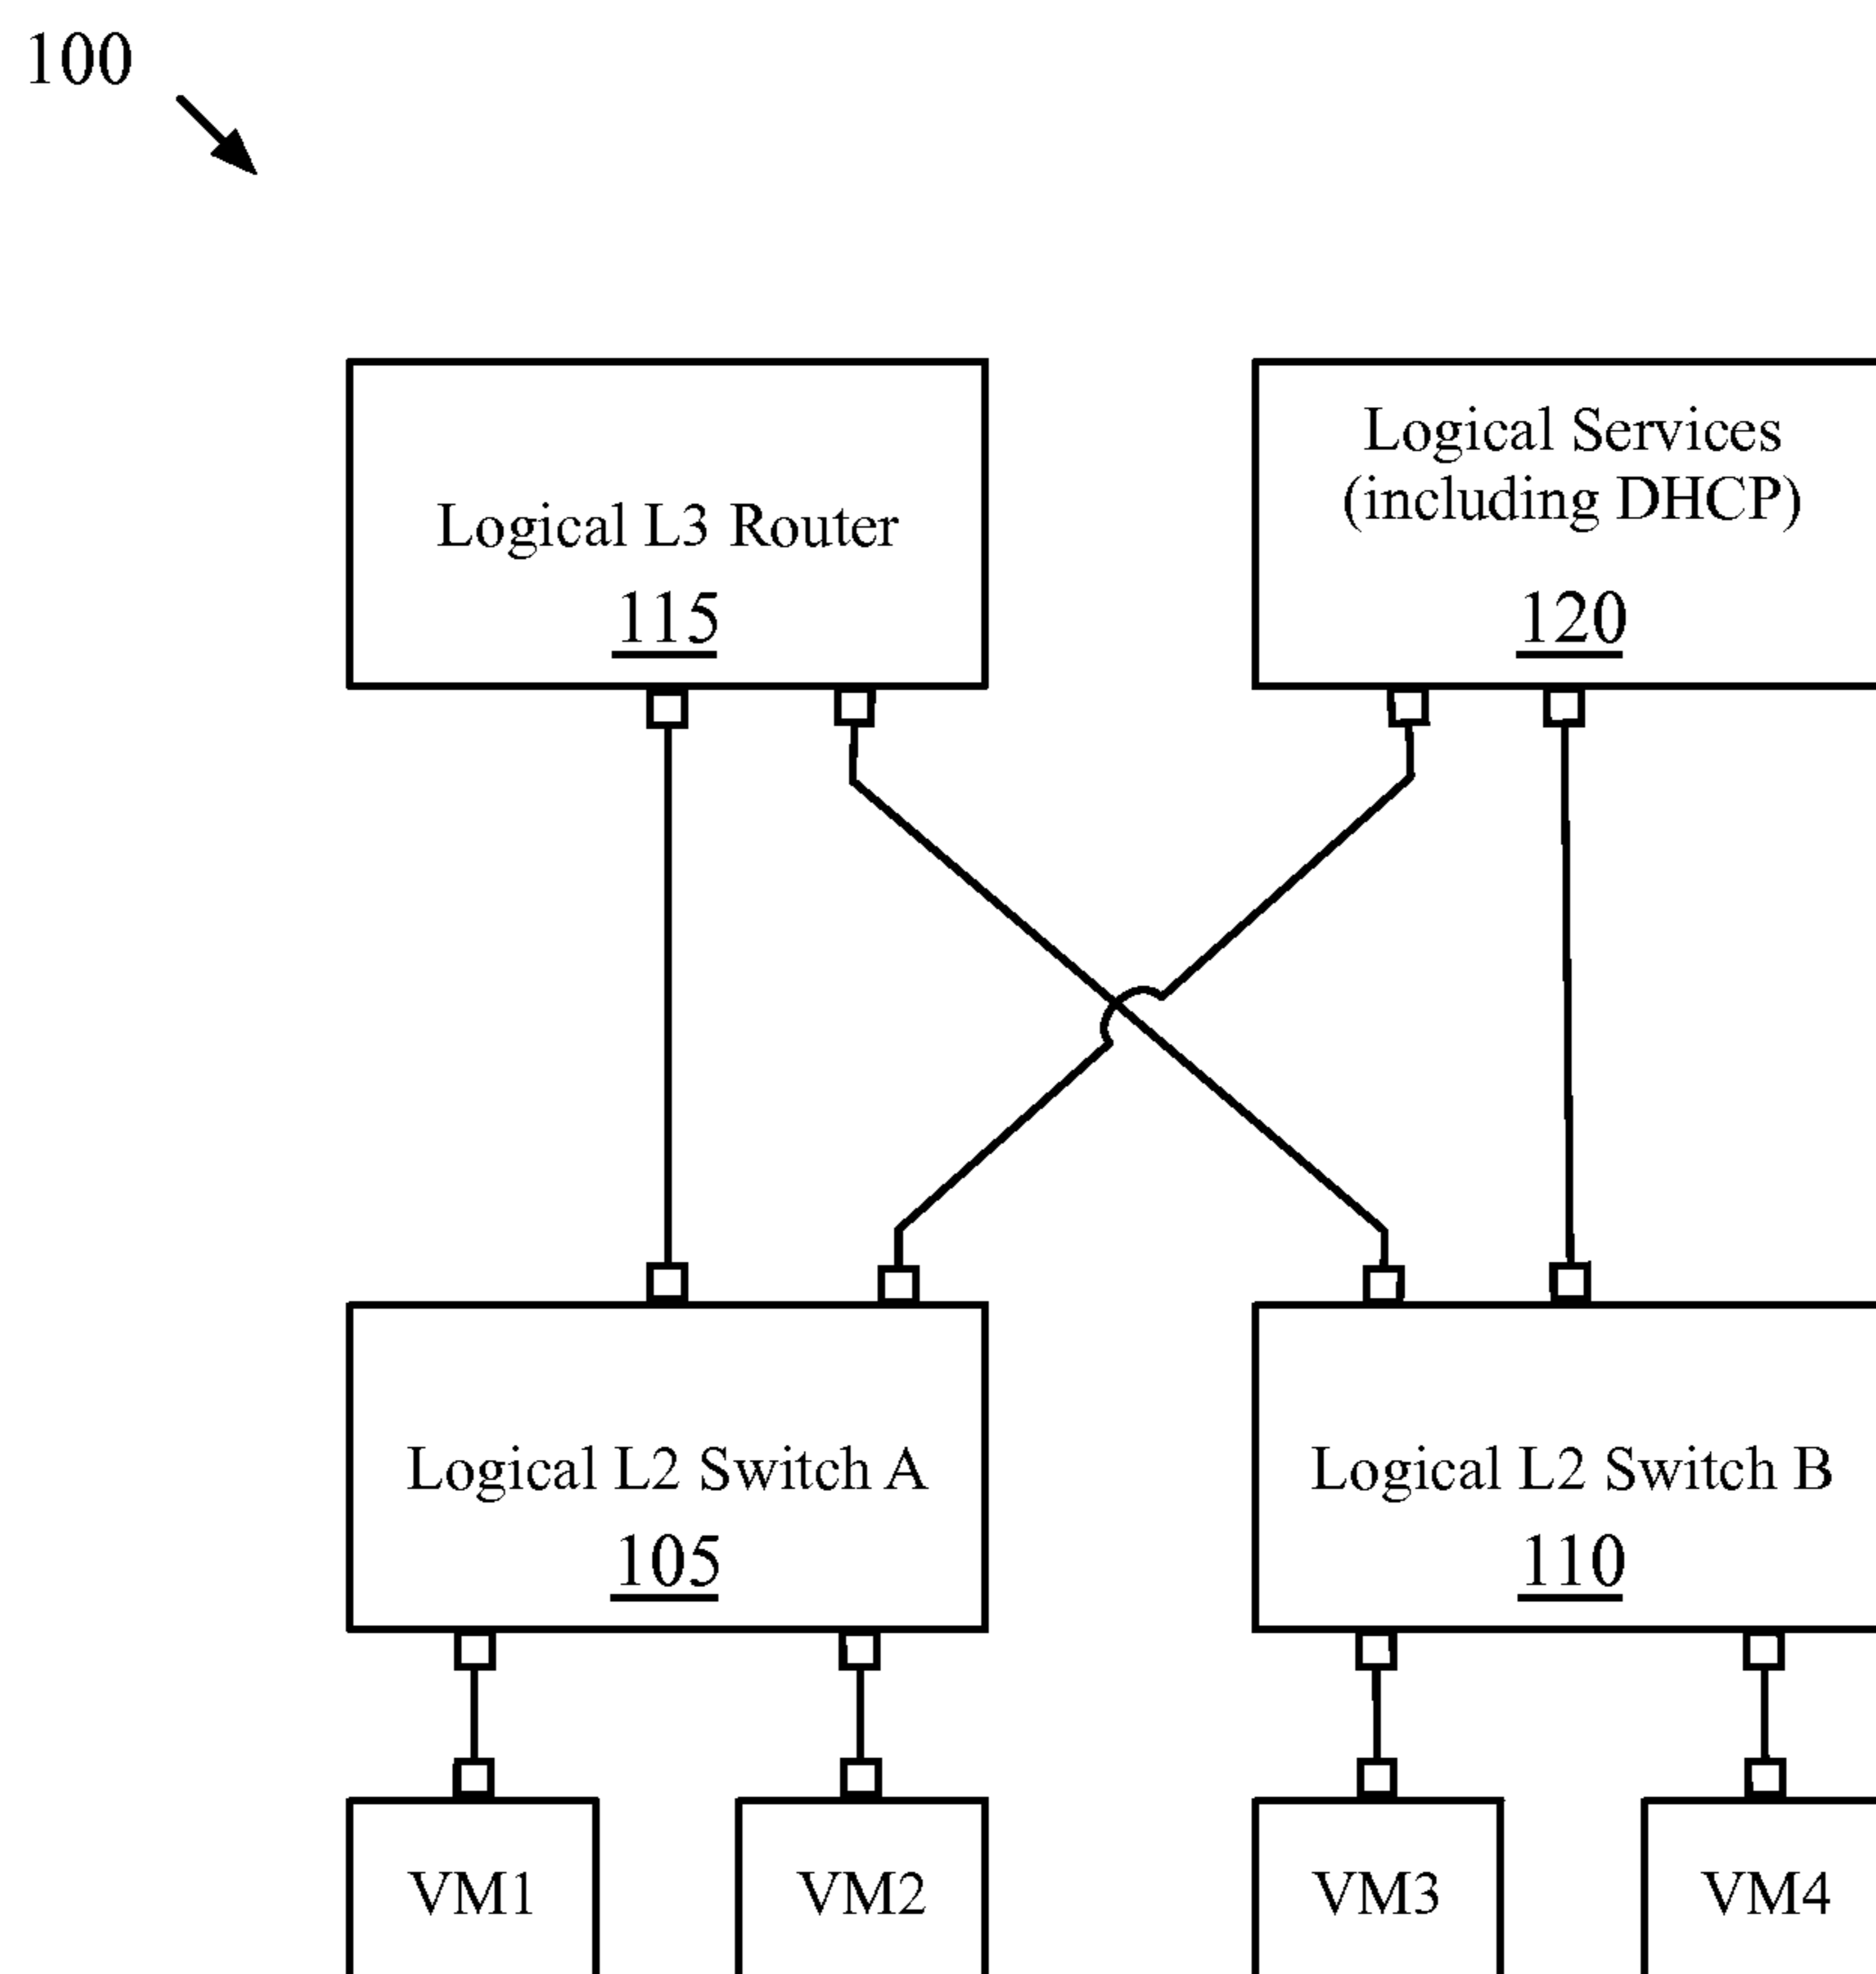 100
Logical L3 Router
115
Logical Services
(including DHCP)
120
Logical L2 Switch A
105
Logical L2 Switch B
110
VM1
VM2
VM3
VM4